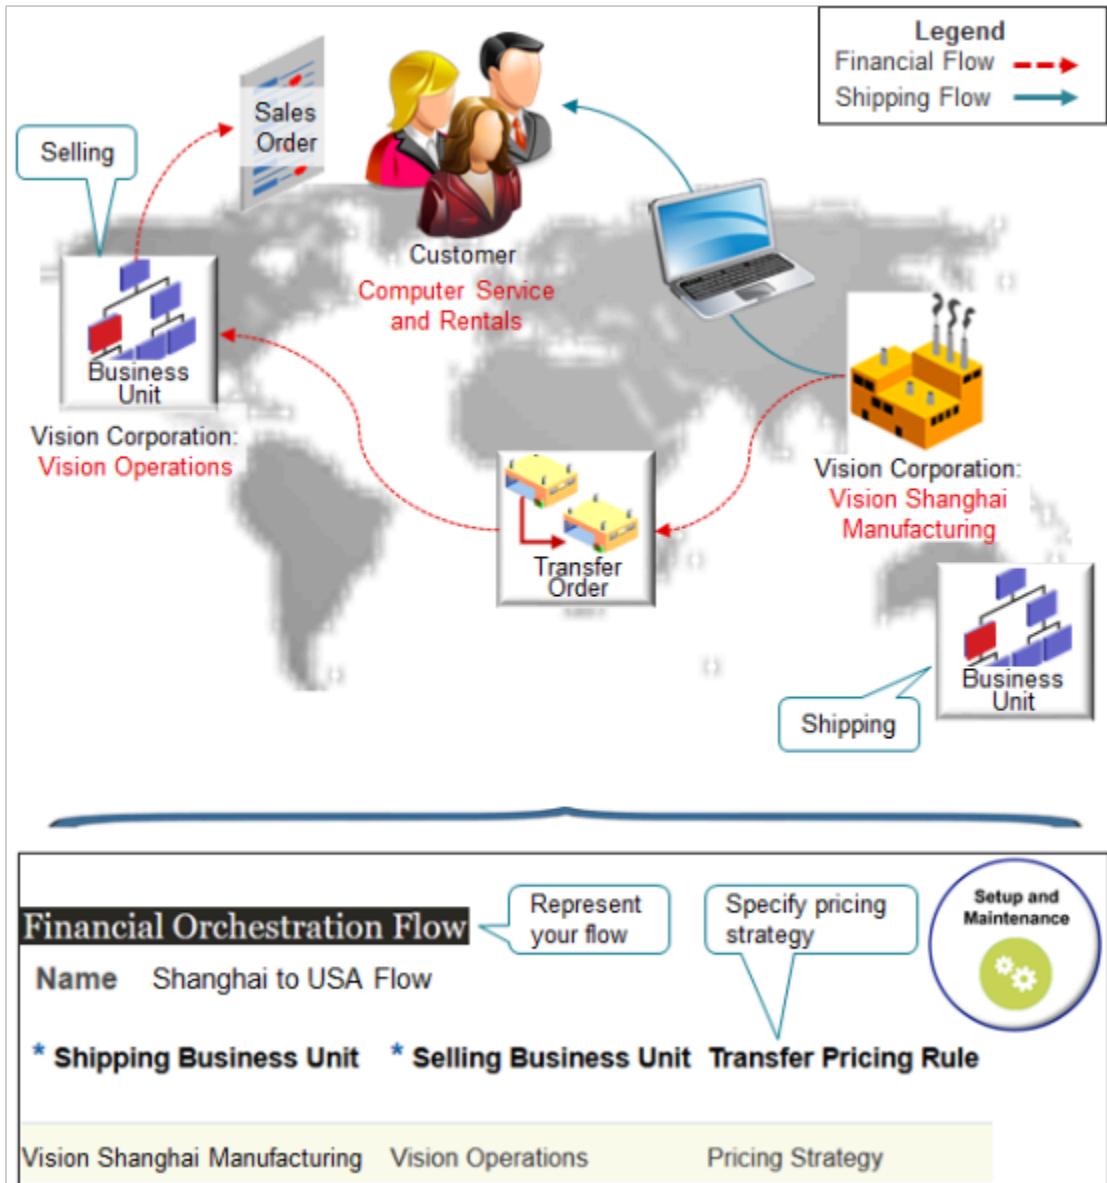 Legend
Financial Flow
Shipping Flow
Sales
Order
Selling
Customer
Computer Service
and Rentals
Business
Unit
Vision Corporation:
Vision Operations
Vision Corporation:
Vision Shanghai
Manufacturing
Transfer
Order
Business
Unit
Shipping
Financial Orchestration Flow
Represent
your flow
Specify pricing
strategy
Setup and
Maintenance
Name Shanghai to USA Flow
* Shipping Business Unit * Selling Business Unit Transfer Pricing Rule
Vision Shanghai Manufacturing Vision Operations Pricing Strategy